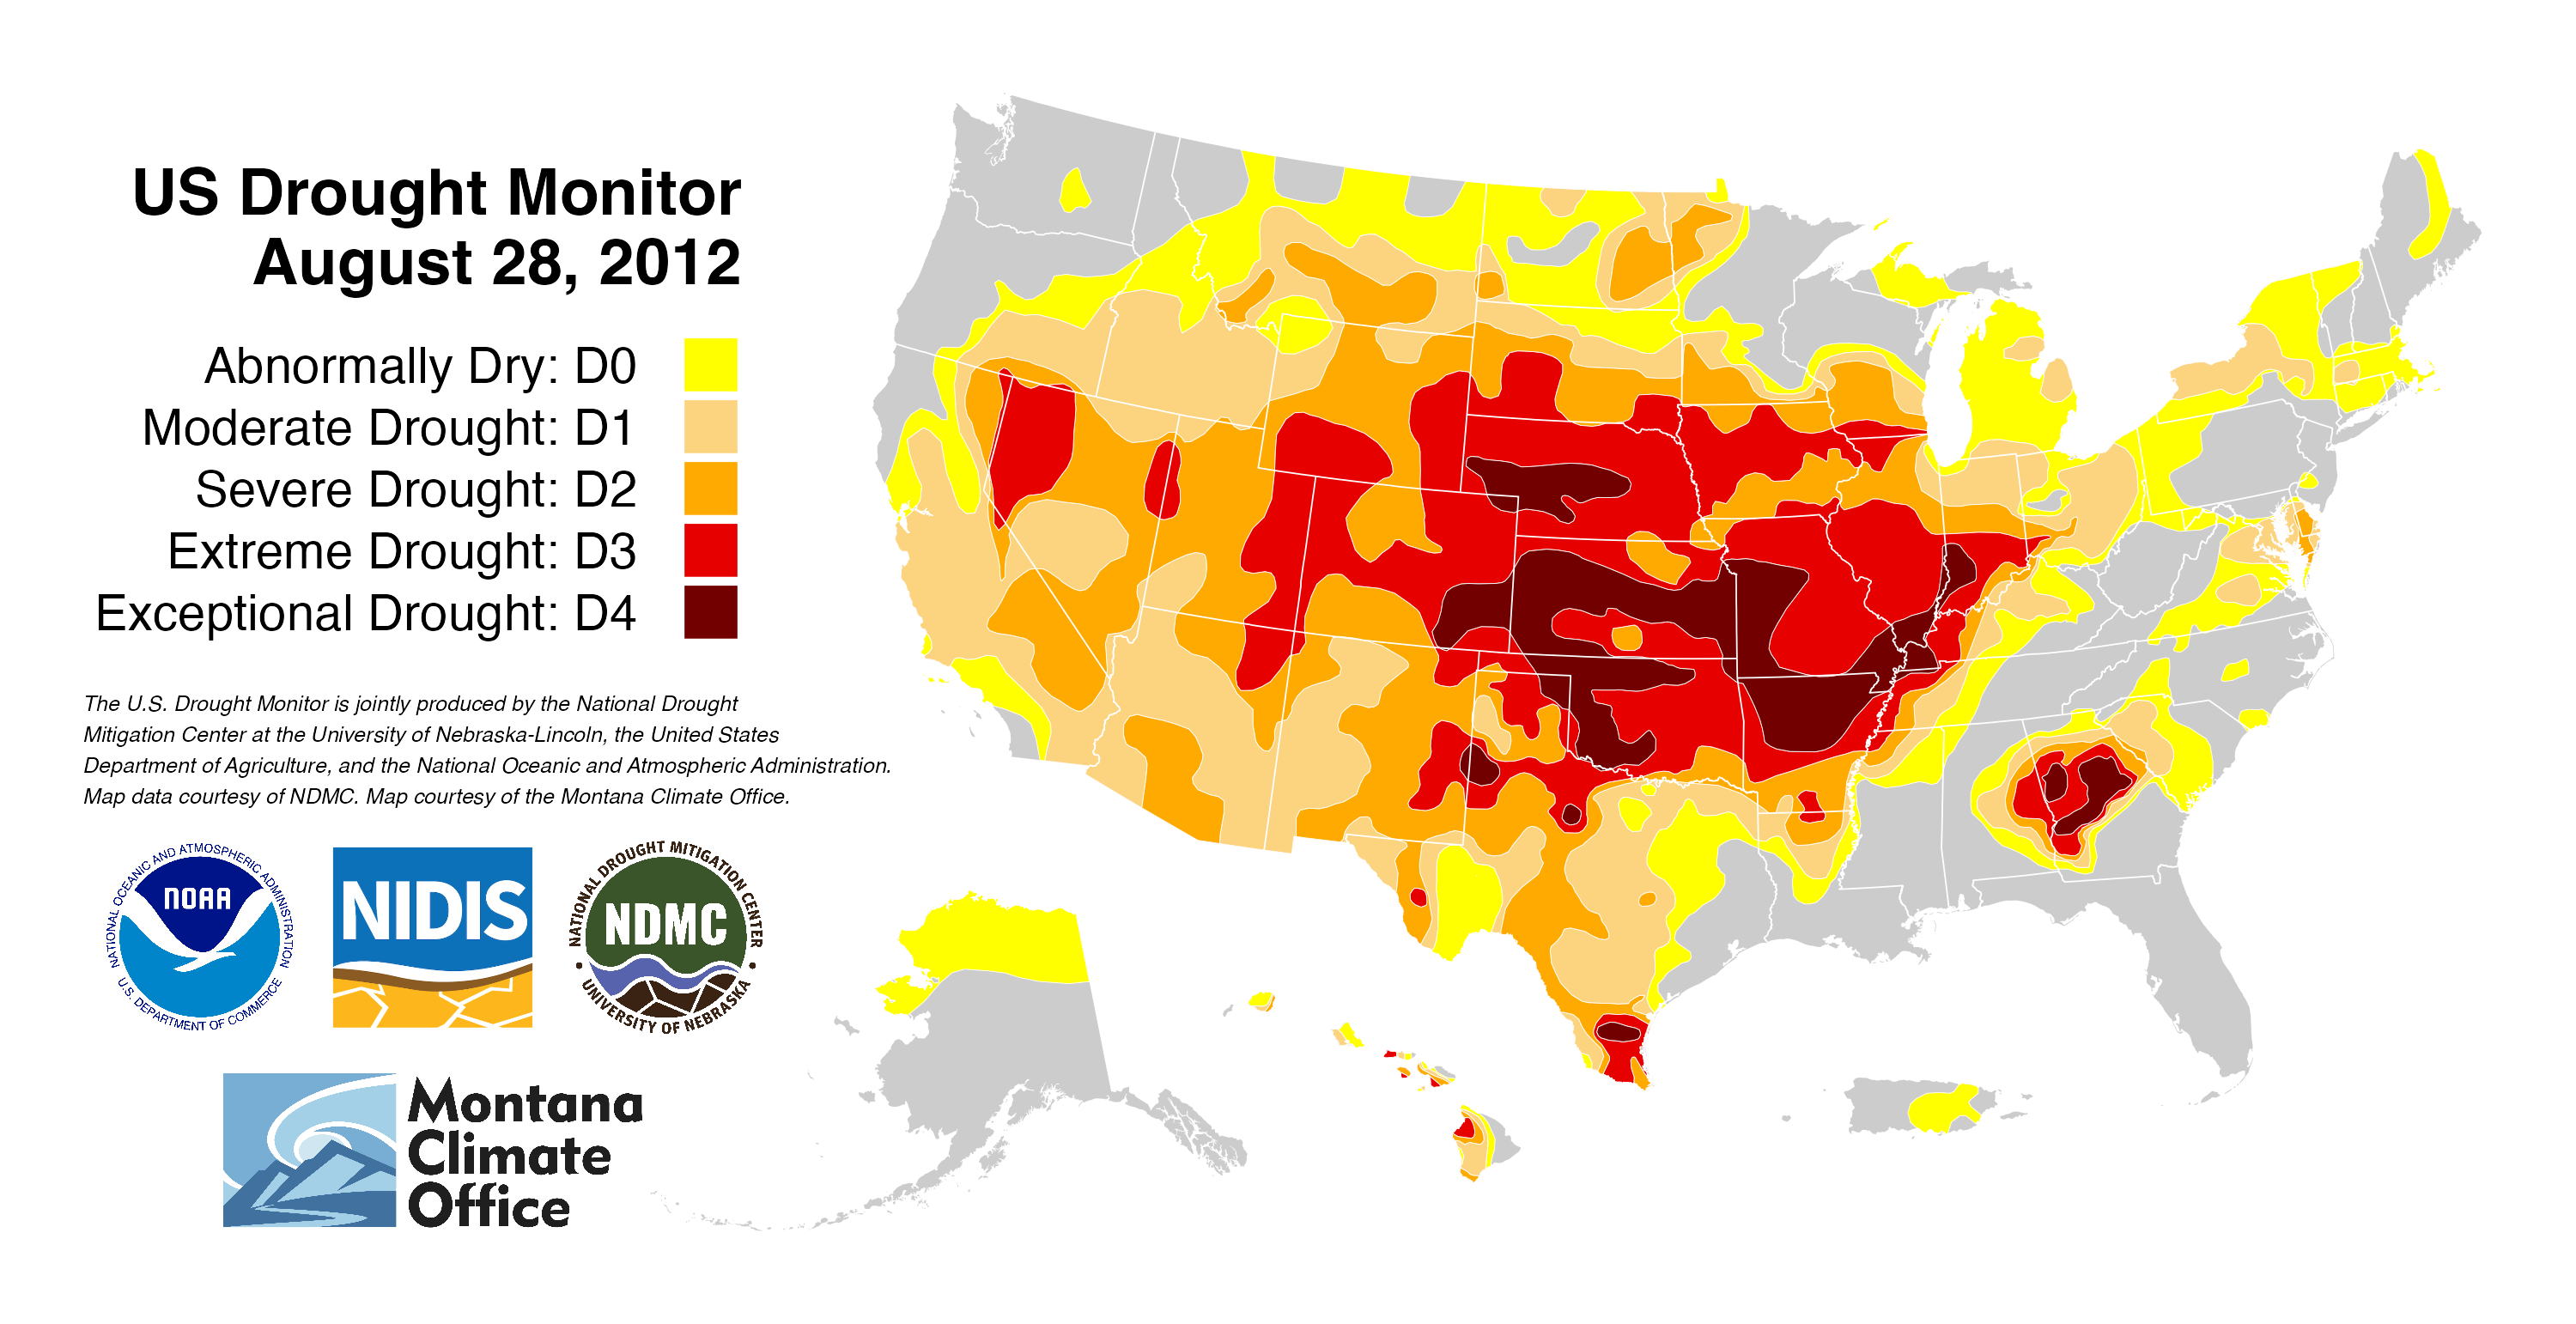 US Drought Monitor
August 28, 2012
Abnormally Dry: D0
Moderate Drought: D1
Severe Drought: D2
Extreme Drought: D3
Exceptional Drought: D4
The U.S. Drought Monitor is jointly produced by the National Drought
Mitigation Center at the University of Nebraska-Lincoln, the United States
Department of Agriculture, and the National Oceanic and Atmospheric Administration.
Map data courtesy of NDMC. Map courtesy of the Montana Climate Office.
NATIONAL OCEANIC AND ATMOSPHERIC ADMINISTRATION
NOAA
U.S. DEPARTMENT OF COMMERCE
NIDIS
NATIONAL DROUGHT MITIGATION CENTER
NDMC
UNIVERSITY OF NEBRASKA
Montana
Climate
Office